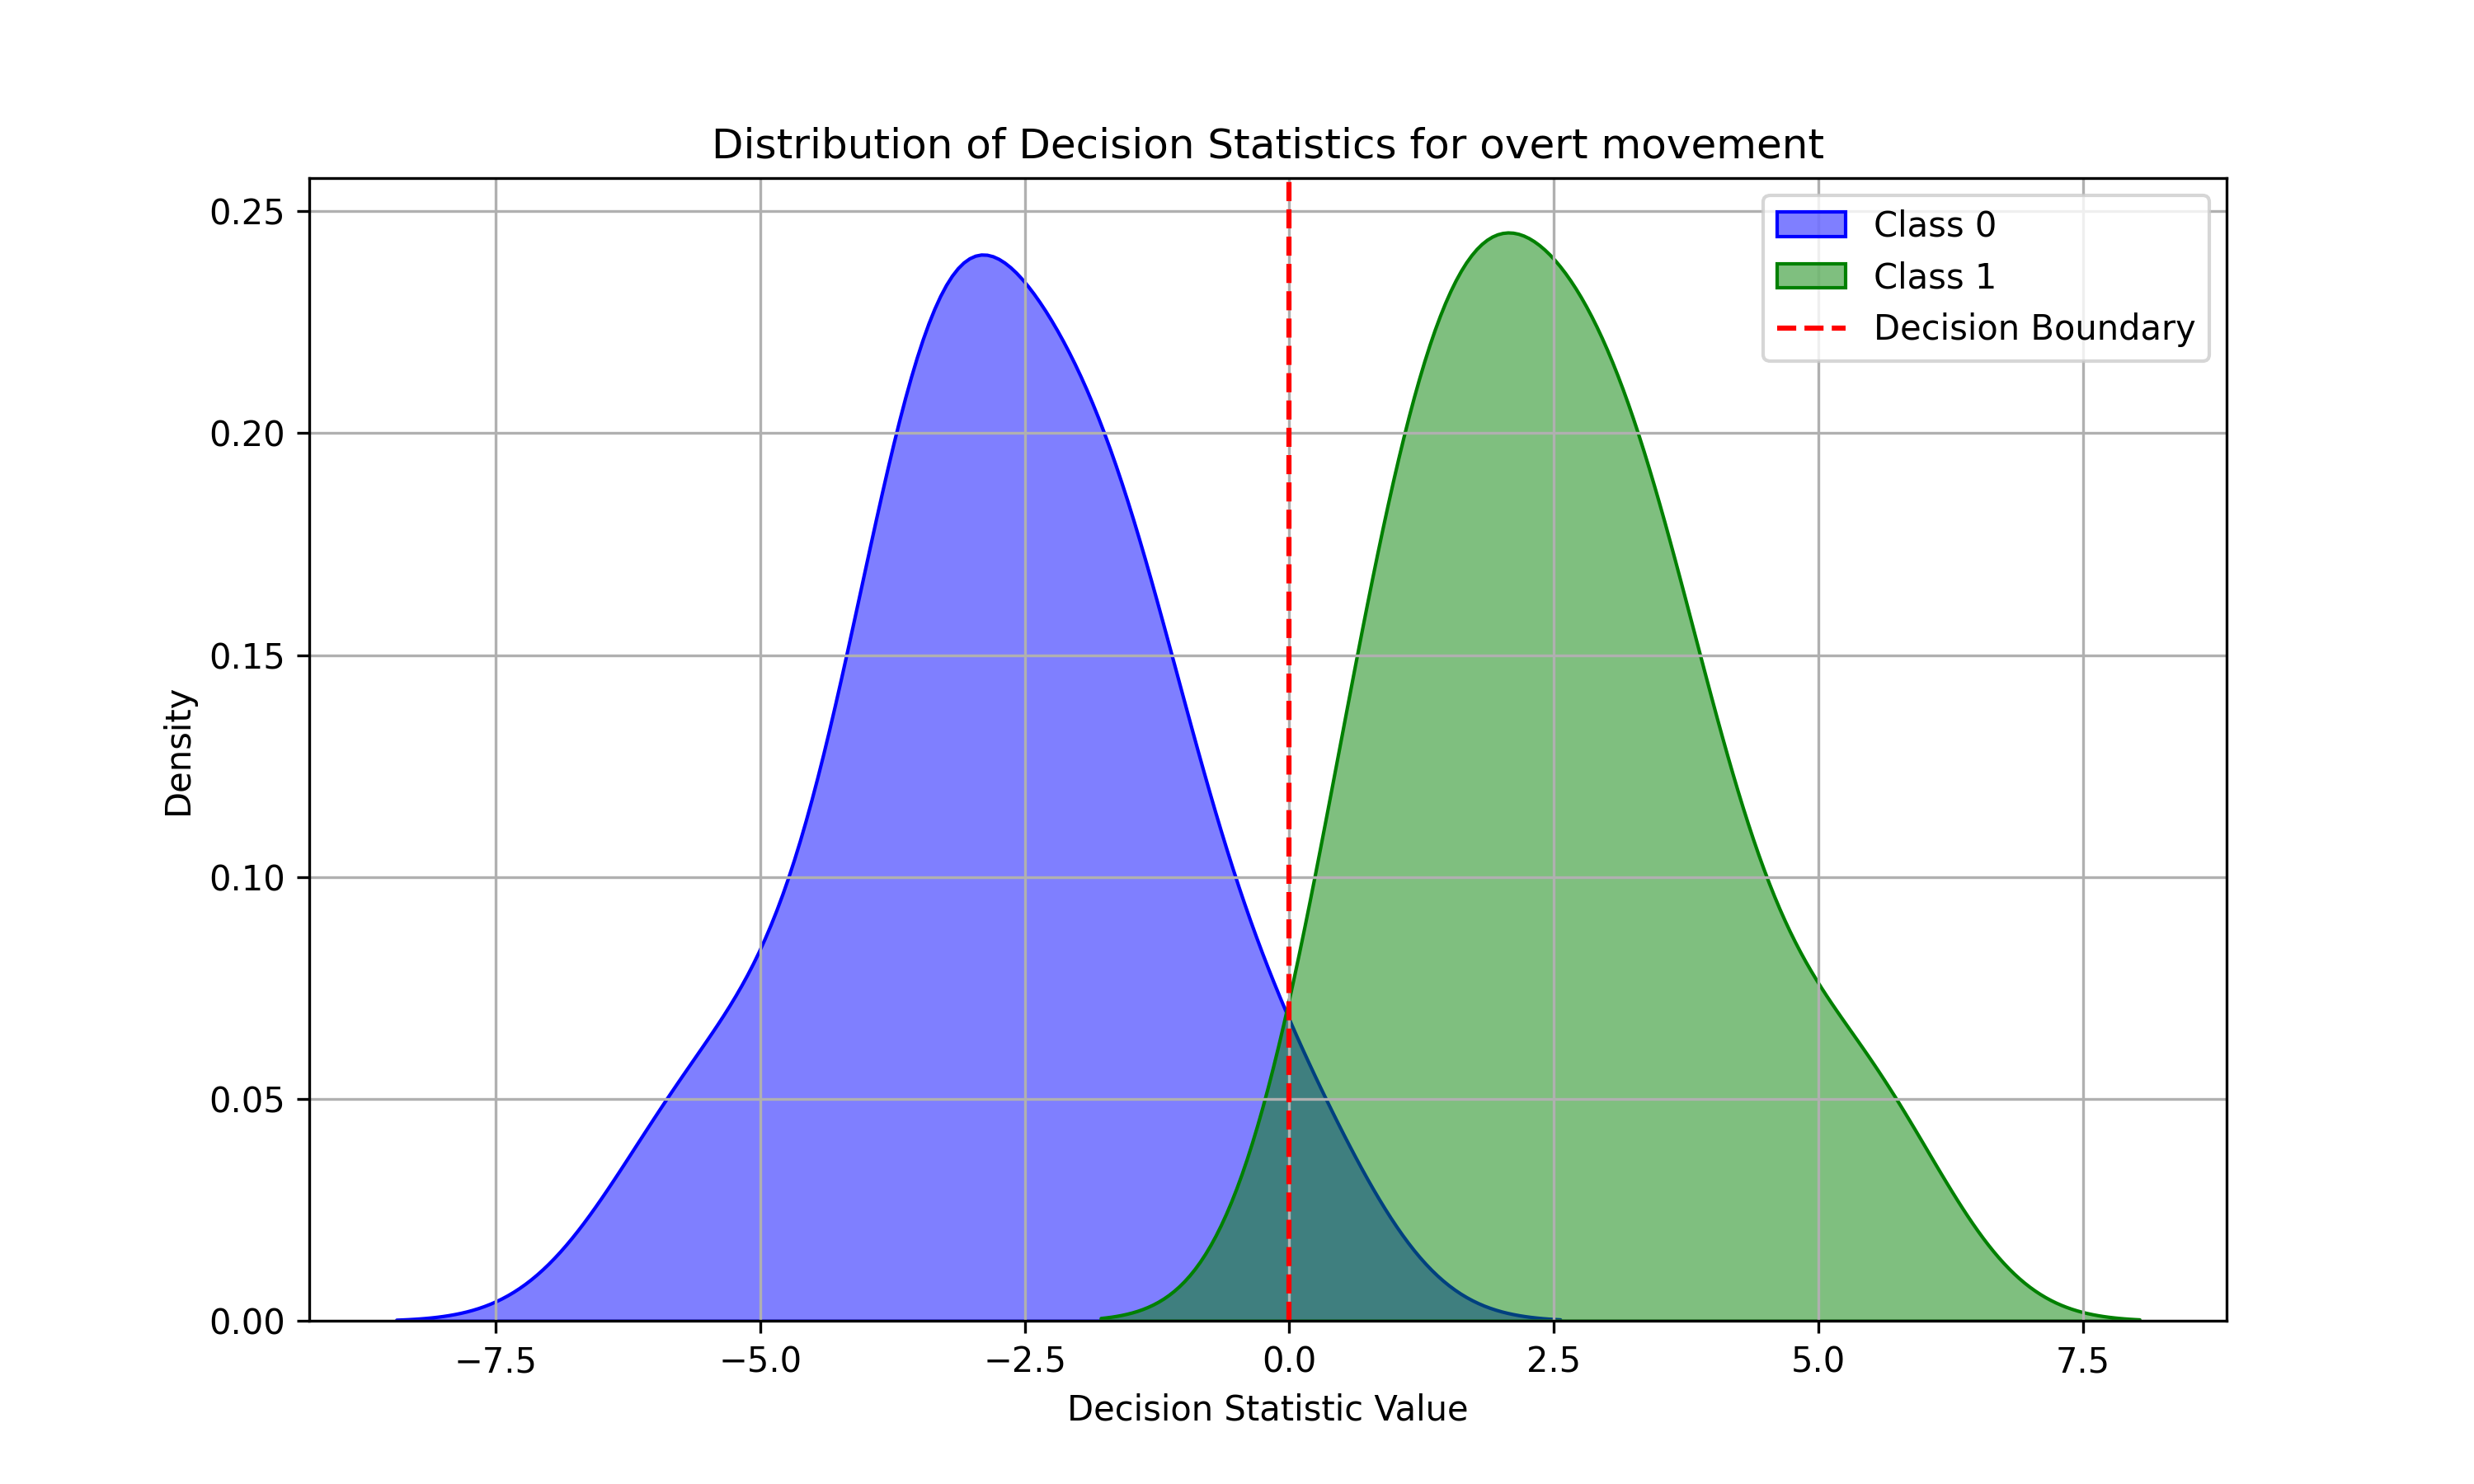 Distribution of Decision Statistics for overt movement
Class 0
Class 1
Decision Boundary
Density
0.25
0.20
0.15
0.10
0.05
0.00
−7.5
−5.0
−2.5
0.0
2.5
5.0
7.5
Decision Statistic Value